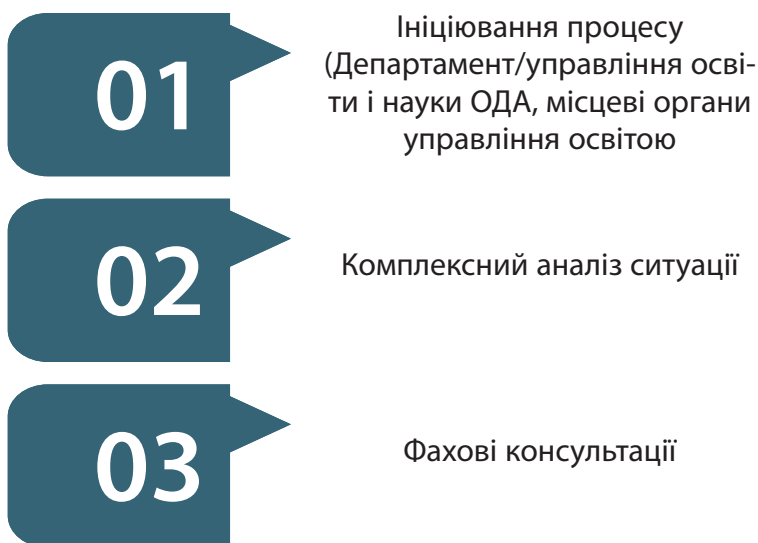 01
Ініціювання процесу
(Департамент/управління осві-
ти і науки ОДА, місцеві органи
управління освітою
02
Комплексний аналіз ситуації
03
Фахові консультації